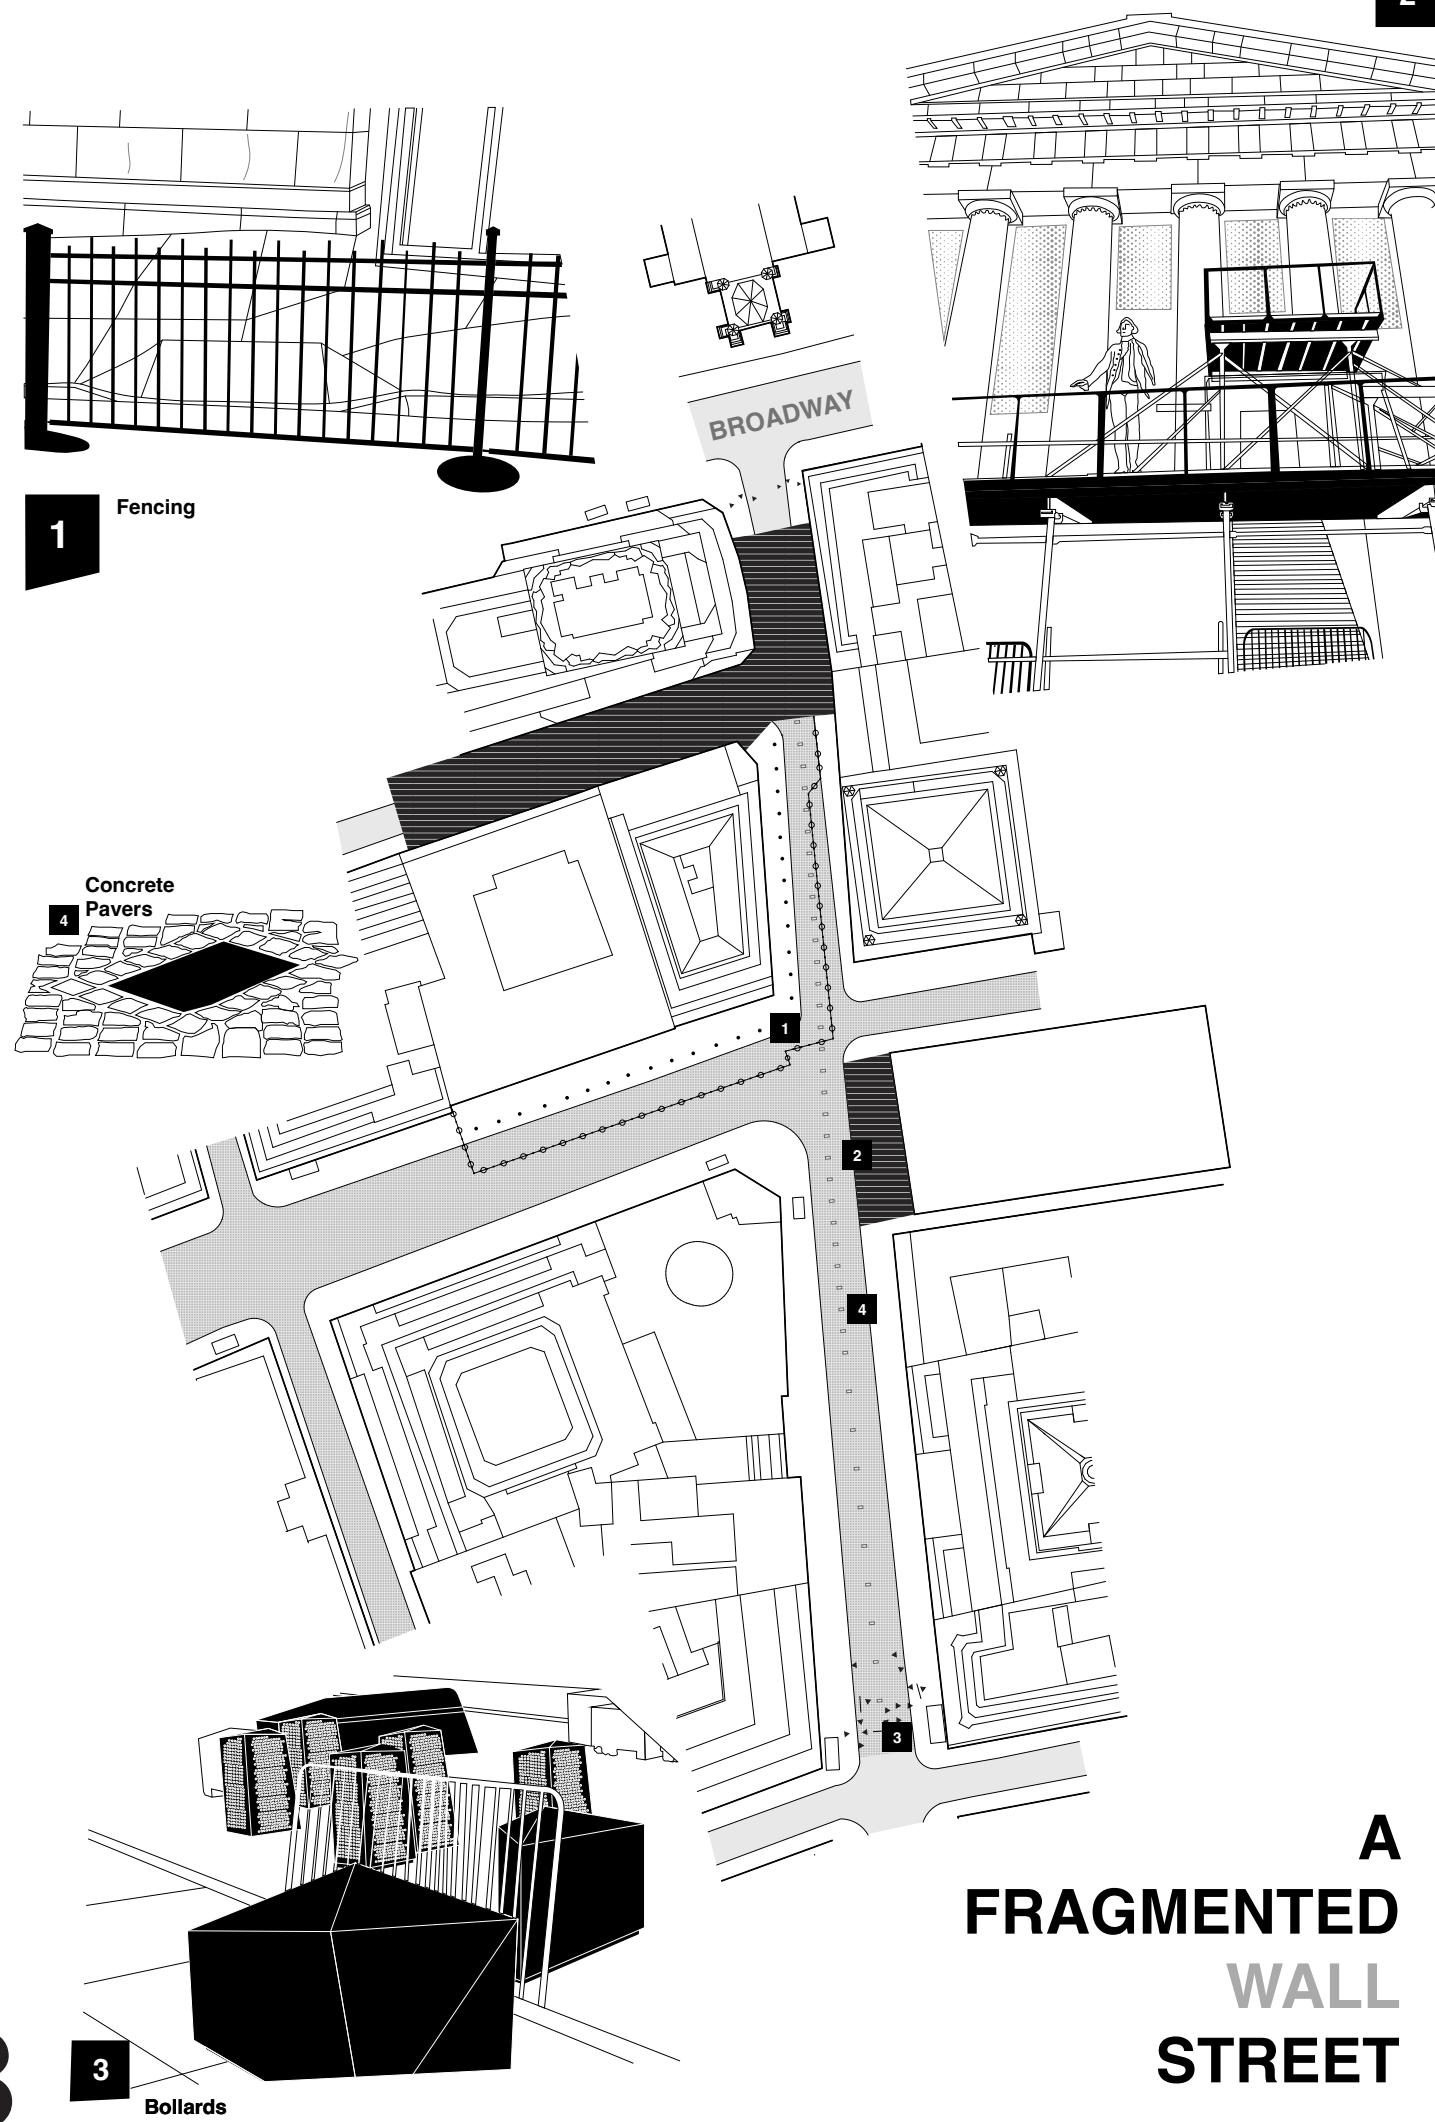 2
BROADWAY
1
Fencing
Concrete
Pavers
4
1
2
4
3
3
Bollards
A
FRAGMENTED
WALL
STREET